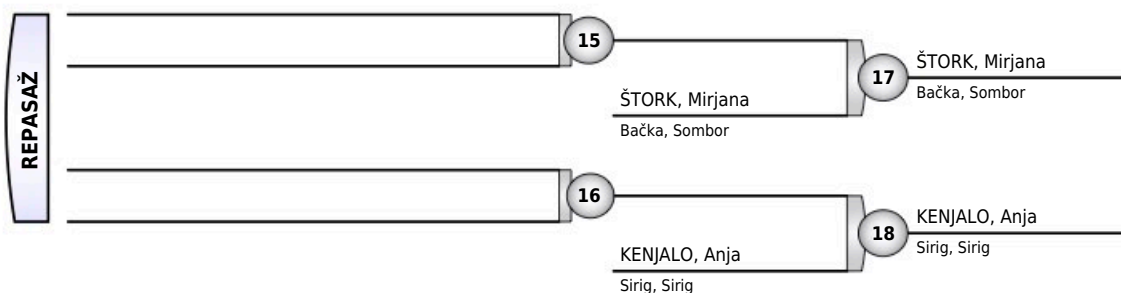 REPASAŽ
15
ŠTORK, Mirjana
Bačka, Sombor
17
ŠTORK, Mirjana
Bačka, Sombor
16
KENJALO, Anja
Sirig, Sirig
18
KENJALO, Anja
Sirig, Sirig